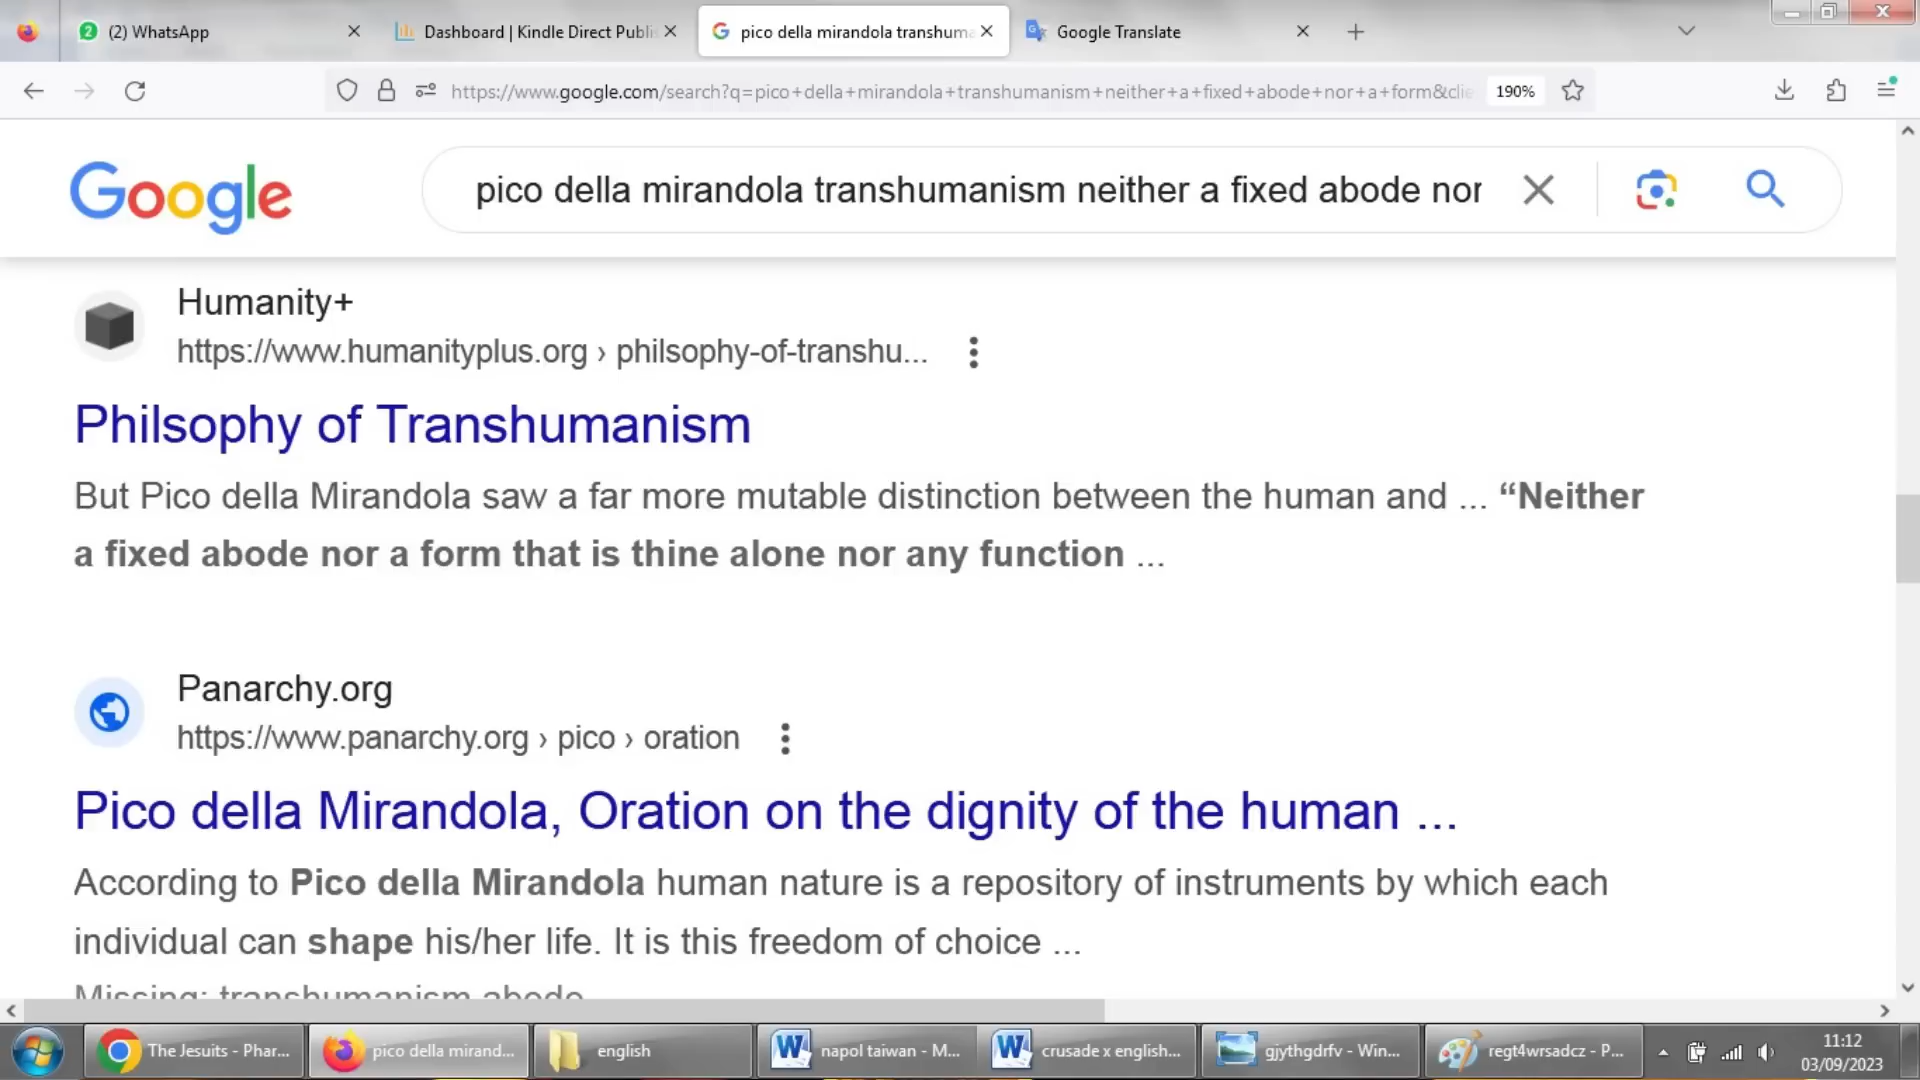 (2) WhatsApp
Dashboard | Kindle Direct Publis
pico della mirandola transhuma
Google Translate
https://www.google.com/search?q=pico+della+mirandola+transhumanism+neither+a+fixed+abode+nor+a+form&clie
190%
Google
pico della mirandola transhumanism neither a fixed abode nor
Humanity+
https://www.humanityplus.org › philsophy-of-transhu...
Philsophy of Transhumanism
But Pico della Mirandola saw a far more mutable distinction between the human and ... “Neither
a fixed abode nor a form that is thine alone nor any function ...
Panarchy.org
https://www.panarchy.org › pico › oration
Pico della Mirandola, Oration on the dignity of the human ...
According to Pico della Mirandola human nature is a repository of instruments by which each
individual can shape his/her life. It is this freedom of choice ...
Missing: transhumanism abode
The Jesuits - Phar...
pico della mirand...
english
napol taiwan - M...
crusade x english...
gjythgdrfv - Win...
regt4wrsadcz - P...
11:12
03/09/2023